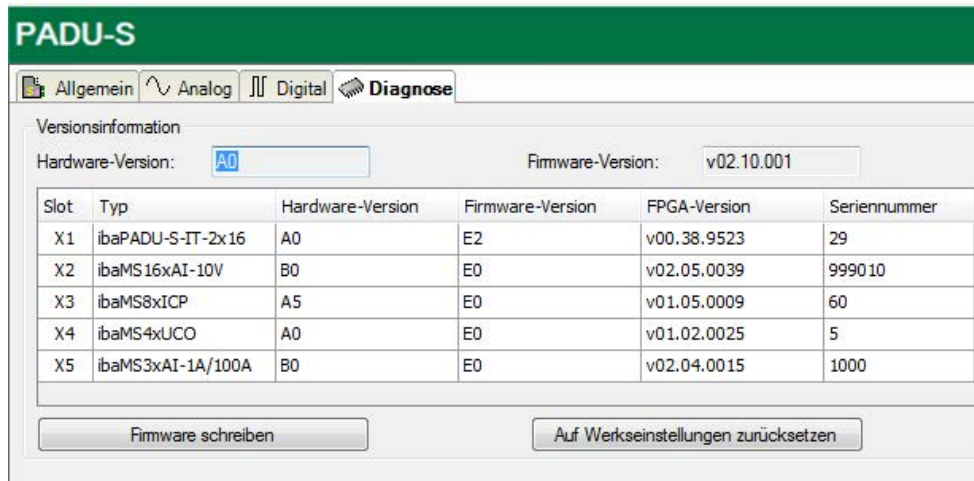 PADU-S
Allgemein Analog Digital Diagnose
Versionsinformation
Hardware-Version: A0 Firmware-Version: v02.10.001
Slot Typ Hardware-Version Firmware-Version FPGA-Version Seriennummer
X1 ibaPADU-S-IT-2x16 A0 E2 v00.38.9523 29
X2 ibaMS16xAI-10V B0 E0 v02.05.0039 999010
X3 ibaMS8xICP A5 E0 v01.05.0009 60
X4 ibaMS4xUCO A0 E0 v01.02.0025 5
X5 ibaMS3xAI-1A/100A B0 E0 v02.04.0015 1000
Firmware schreiben Auf Werkseinstellungen zurücksetzen